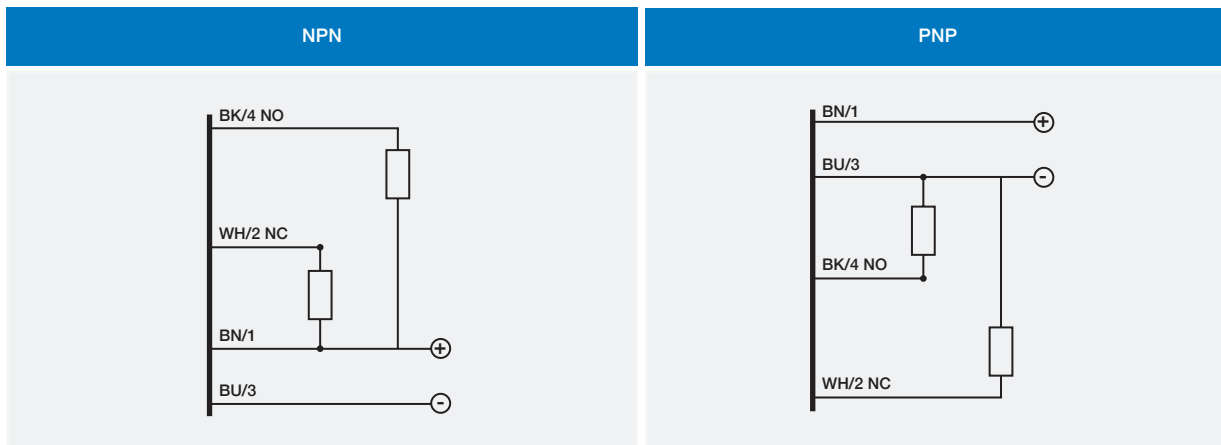 NPN
BK/4 NO
WH/2 NC
BN/1
+
BU/3
-
PNP
BN/1
+
BU/3
-
BK/4 NO
WH/2 NC